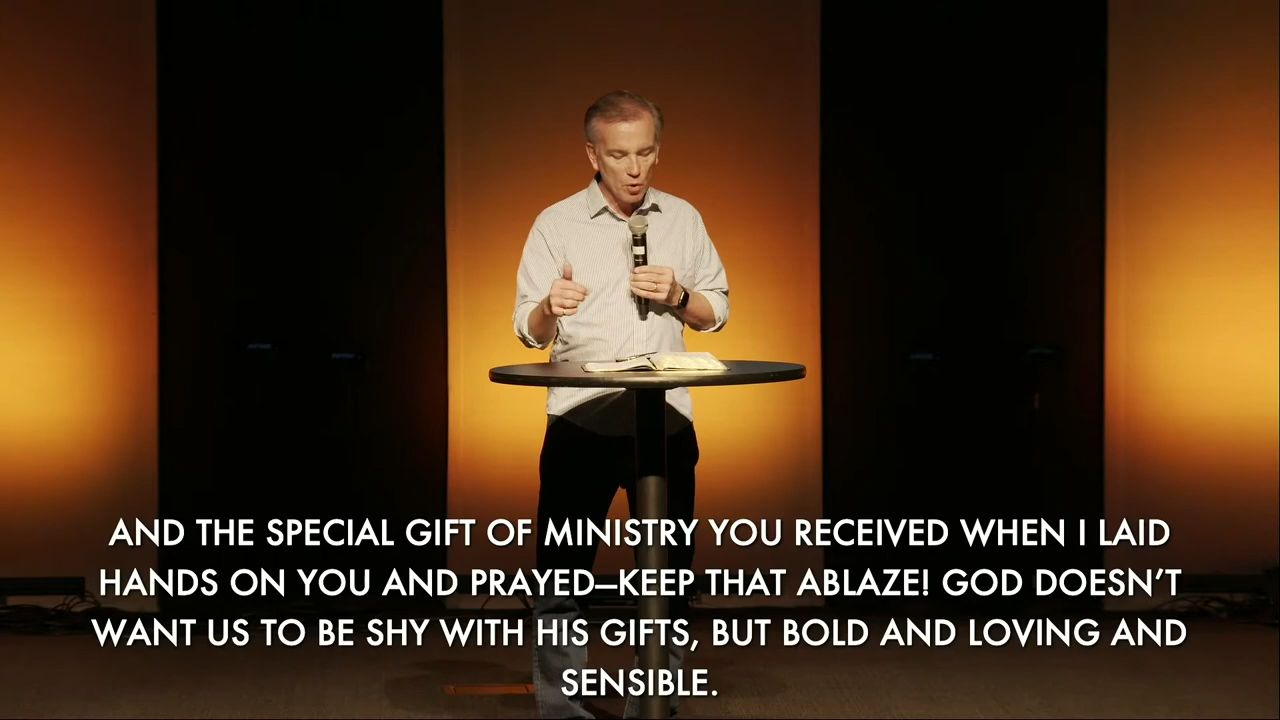 AND THE SPECIAL GIFT OF MINISTRY YOU RECEIVED WHEN I LAID
HANDS ON YOU AND PRAYED—KEEP THAT ABLAZE! GOD DOESN'T
WANT US TO BE SHY WITH HIS GIFTS, BUT BOLD AND LOVING AND
SENSIBLE.